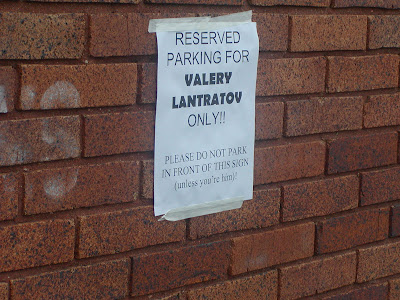 RESERVED
PARKING FOR
VALERY
LANTRATOV
ONLY!!
PLEASE DO NOT PARK
IN FRONT OF THIS SIGN
(unless you're him)!